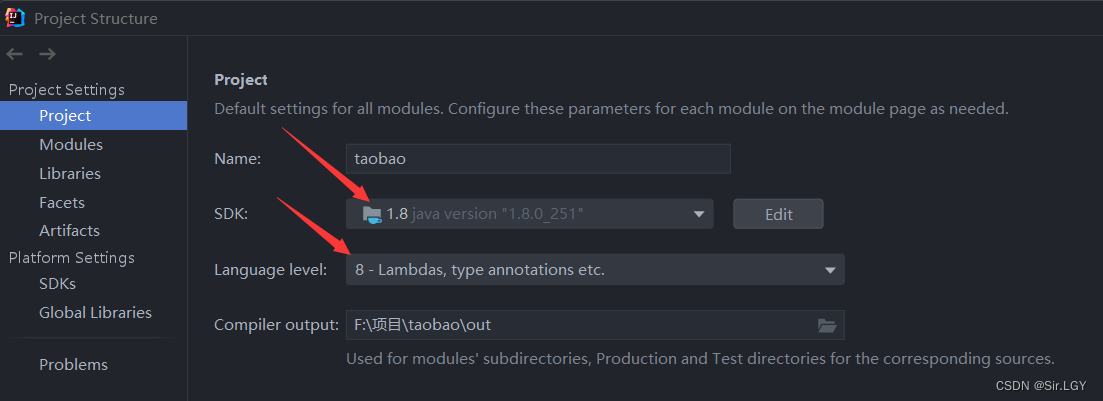 Project Structure
Project Settings
Project
Modules
Libraries
Facets
Artifacts
Platform Settings
SDKs
Global Libraries
Problems
Project
Default settings for all modules. Configure these parameters for each module on the module page as needed.
Name: taobao
SDK: 1.8 java version "1.8.0_251" Edit
Language level: 8 - Lambdas, type annotations etc.
Compiler output: F:\项目\taobao\out
Used for modules' subdirectories, Production and Test directories for the corresponding sources.
CSDN @Sir.LGY